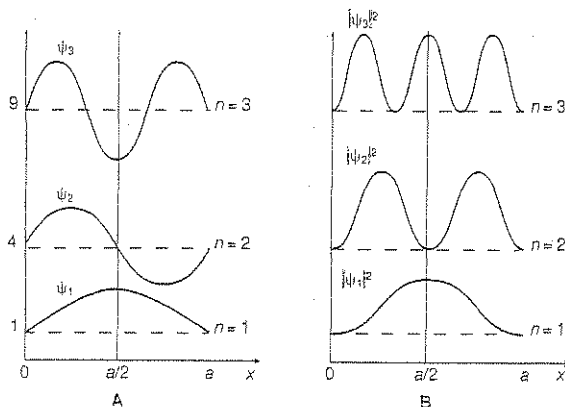 ψ₃
9
n = 3
ψ₂
4
n = 2
ψ₁
1
n = 1
0
a/2
a
x
A
|ψ₃|²
n = 3
|ψ₂|²
n = 2
|ψ₁|²
n = 1
0
a/2
a
x
B